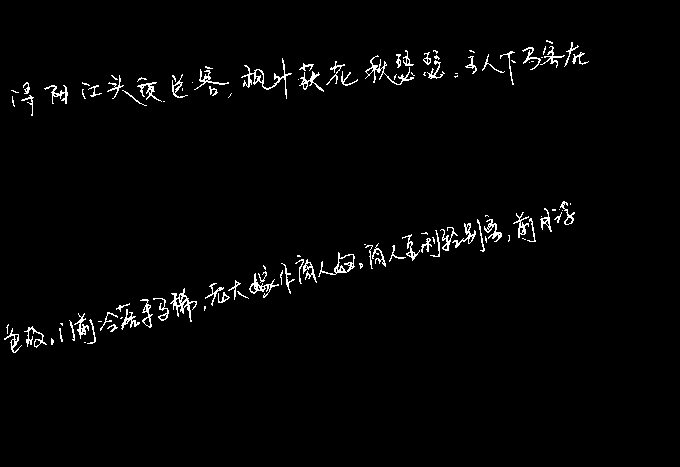 浔阳江头夜送客，枫叶荻花秋瑟瑟。主人下马客在
色故。门前冷落车马稀，老大嫁作商人妇。商人重利轻别离，前月浮